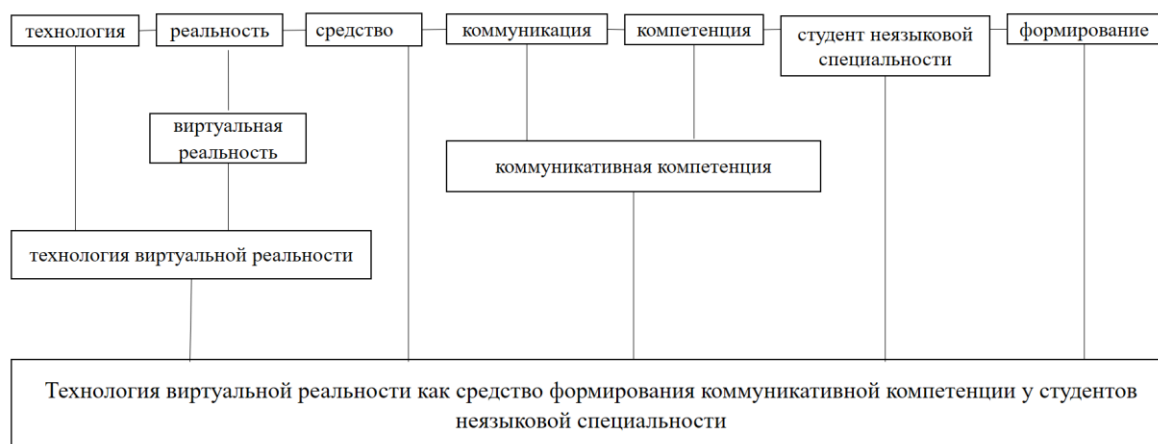 технология
реальность
средство
коммуникация
компетенция
студент неязыковой
специальности
формирование
виртуальная
реальность
коммуникативная компетенция
технология виртуальной реальности
Технология виртуальной реальности как средство формирования коммуникативной компетенции у студентов
неязыковой специальности